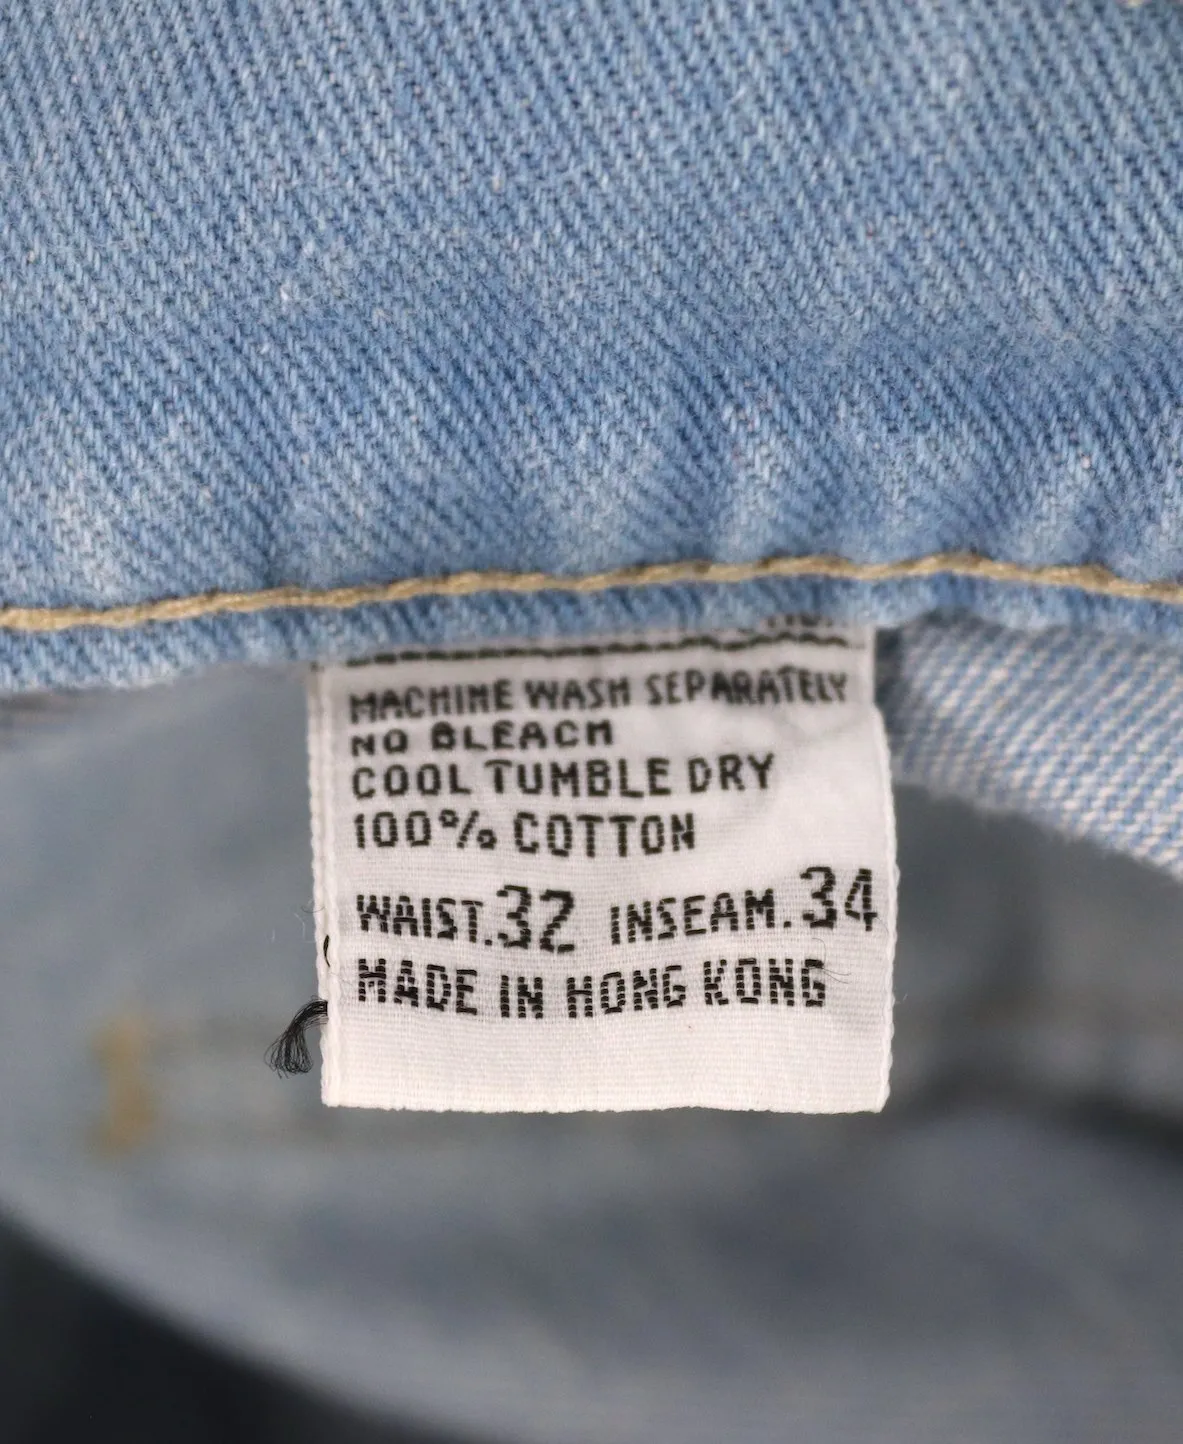 MACHINE WASH SEPARATELY
NO BLEACH
COOL TUMBLE DRY
100% COTTON
WAIST.32 INSEAM.34
MADE IN HONG KONG